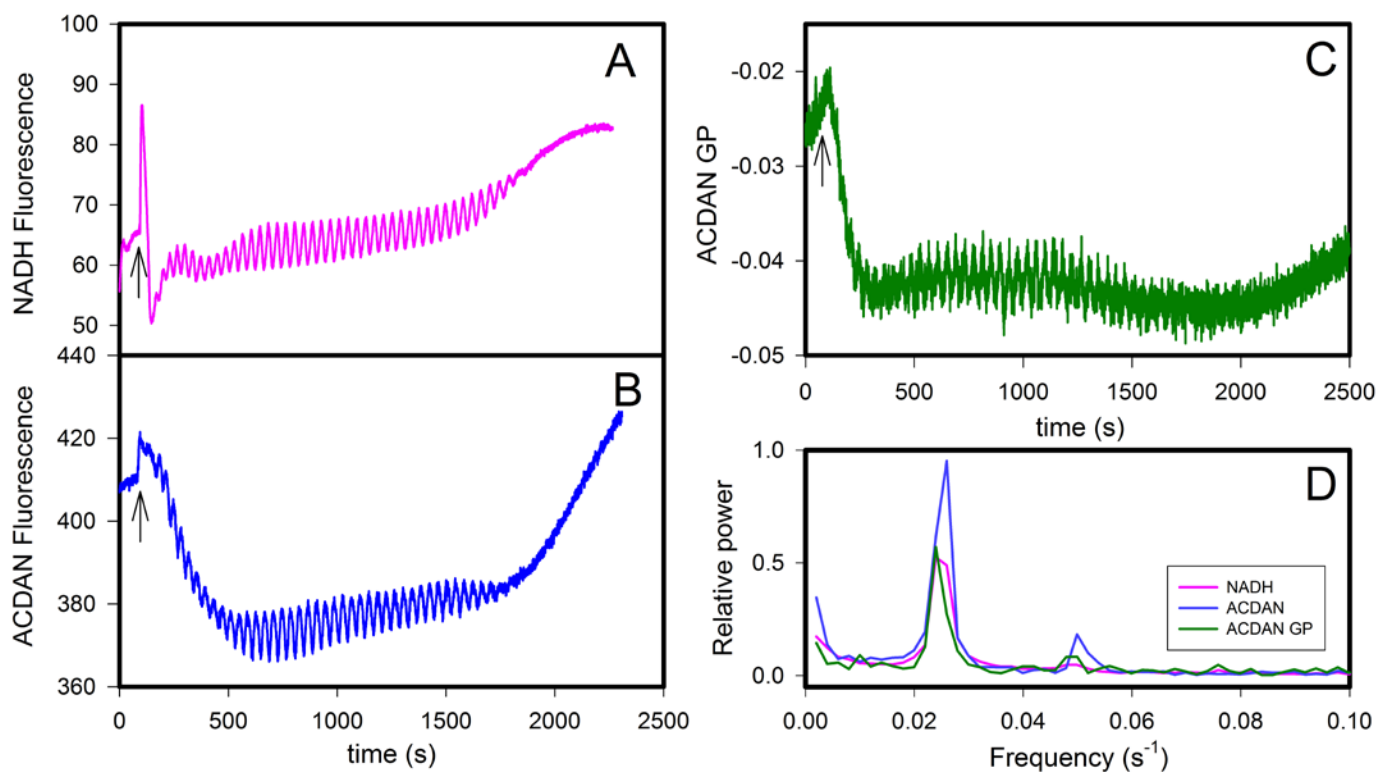 A
NADH Fluorescence
100
90
80
70
60
50
B
ACDAN Fluorescence
440
420
400
380
360
0 500 1000 1500 2000 2500
time (s)
C
ACDAN GP
-0.02
-0.03
-0.04
-0.05
0 500 1000 1500 2000 2500
time (s)
D
Relative power
1.0
0.5
0.0
NADH
ACDAN
ACDAN GP
0.00 0.02 0.04 0.06 0.08 0.10
Frequency (s⁻¹)